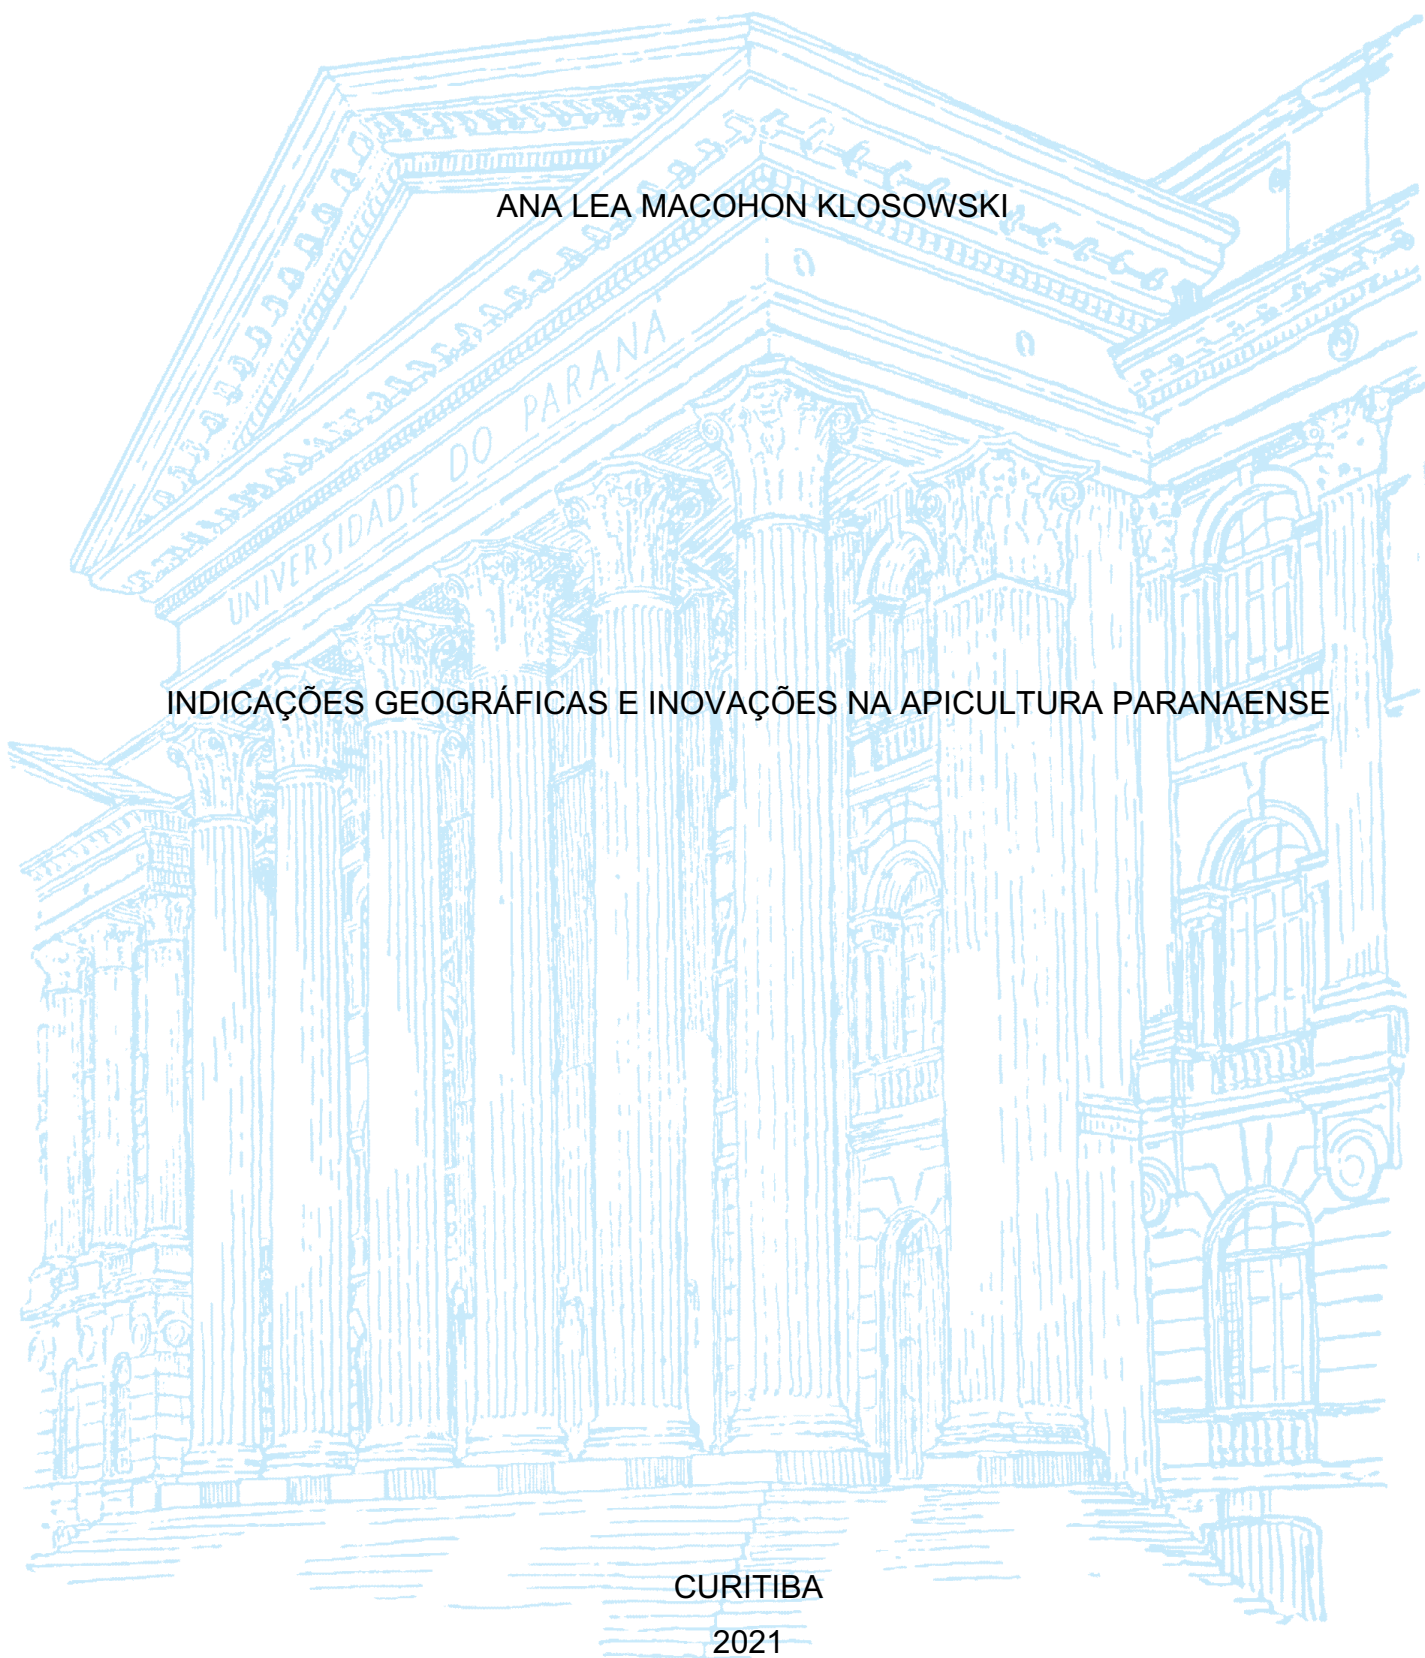 ANA LEA MACOHON KLOSOWSKI
UNIVERSIDADE DO PARANÁ
INDICAÇÕES GEOGRÁFICAS E INOVAÇÕES NA APICULTURA PARANAENSE
CURITIBA
2021